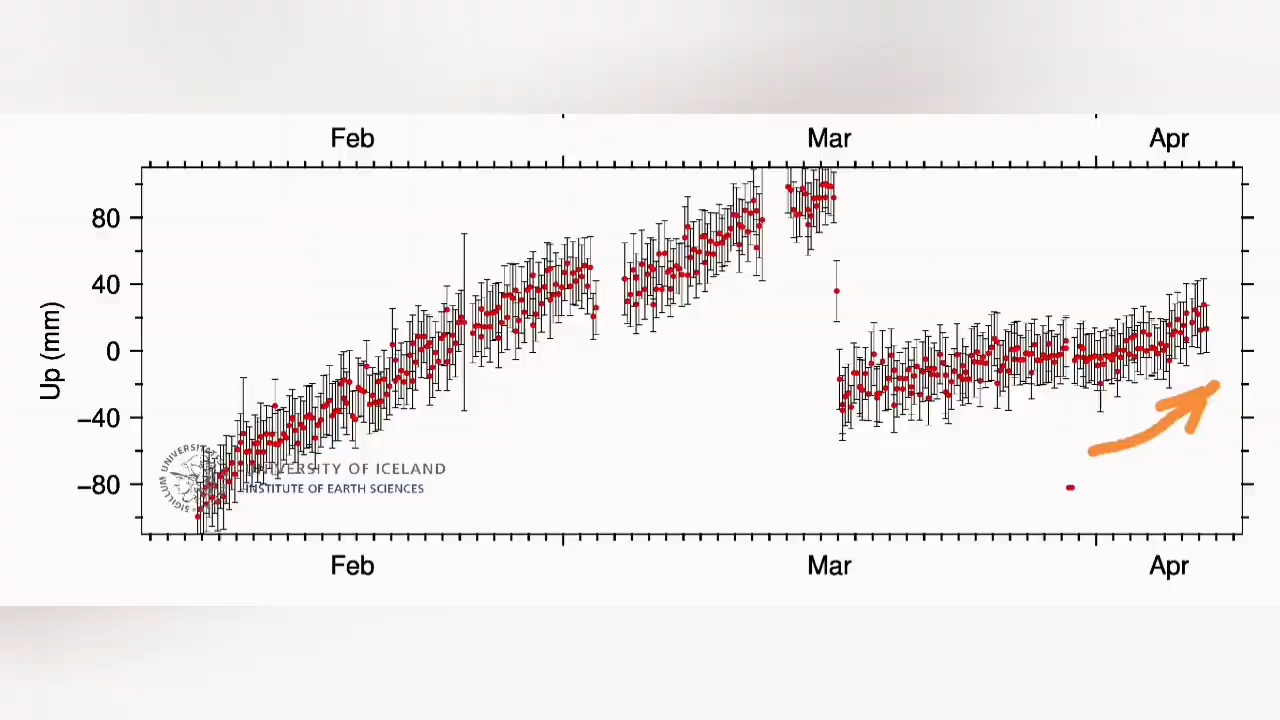 Feb Mar Apr
80
40
0
−40
−80
Up (mm)
UNIVERSITY OF ICELAND
INSTITUTE OF EARTH SCIENCES
Feb Mar Apr